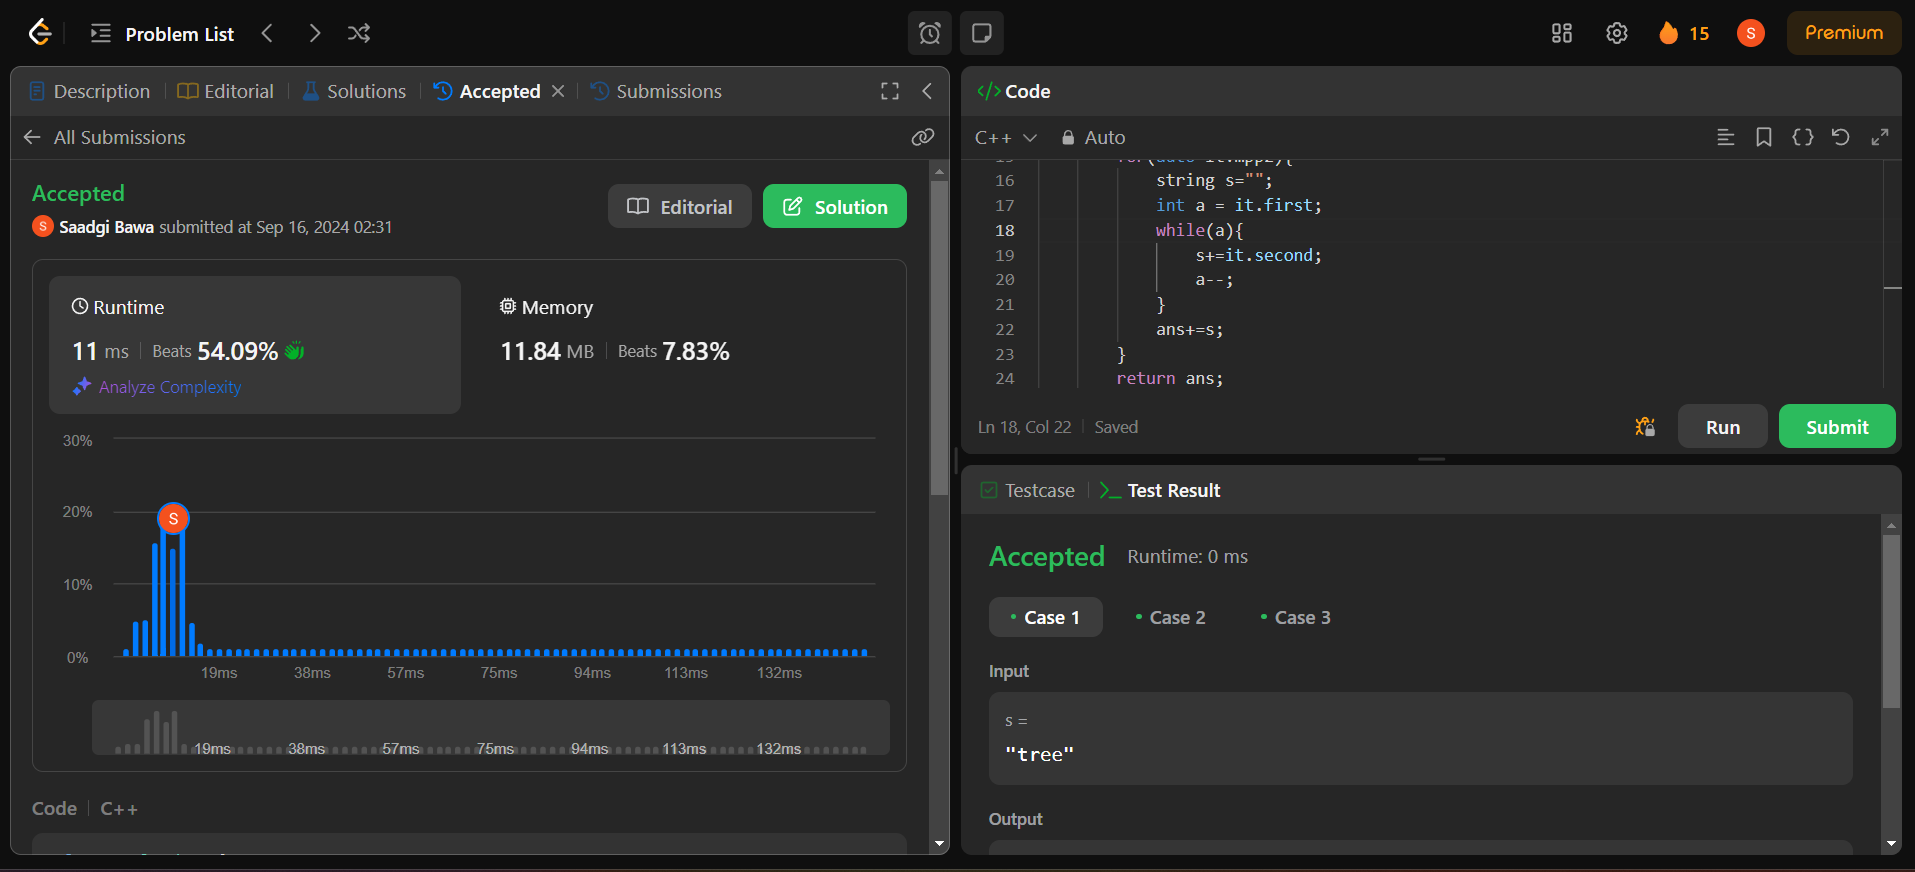 Problem List
15
S
Premium
Description
Editorial
Solutions
Accepted
Submissions
All Submissions
Accepted
S Saadgi Bawa submitted at Sep 16, 2024 02:31
Editorial
Solution
Runtime
11 ms
Beats 54.09%
Analyze Complexity
Memory
11.84 MB
Beats 7.83%
30%
20%
10%
0%
S
19ms 38ms 57ms 75ms 94ms 113ms 132ms
19ms 38ms 57ms 75ms 94ms 113ms 132ms
Code
C++
</> Code
C++
Auto
16 string s="";
17 int a = it.first;
18 while(a){
19 s+=it.second;
20 a--;
21 }
22 ans+=s;
23 }
24 return ans;
Ln 18, Col 22
Saved
Run
Submit
Testcase
Test Result
Accepted
Runtime: 0 ms
Case 1
Case 2
Case 3
Input
s =
"tree"
Output